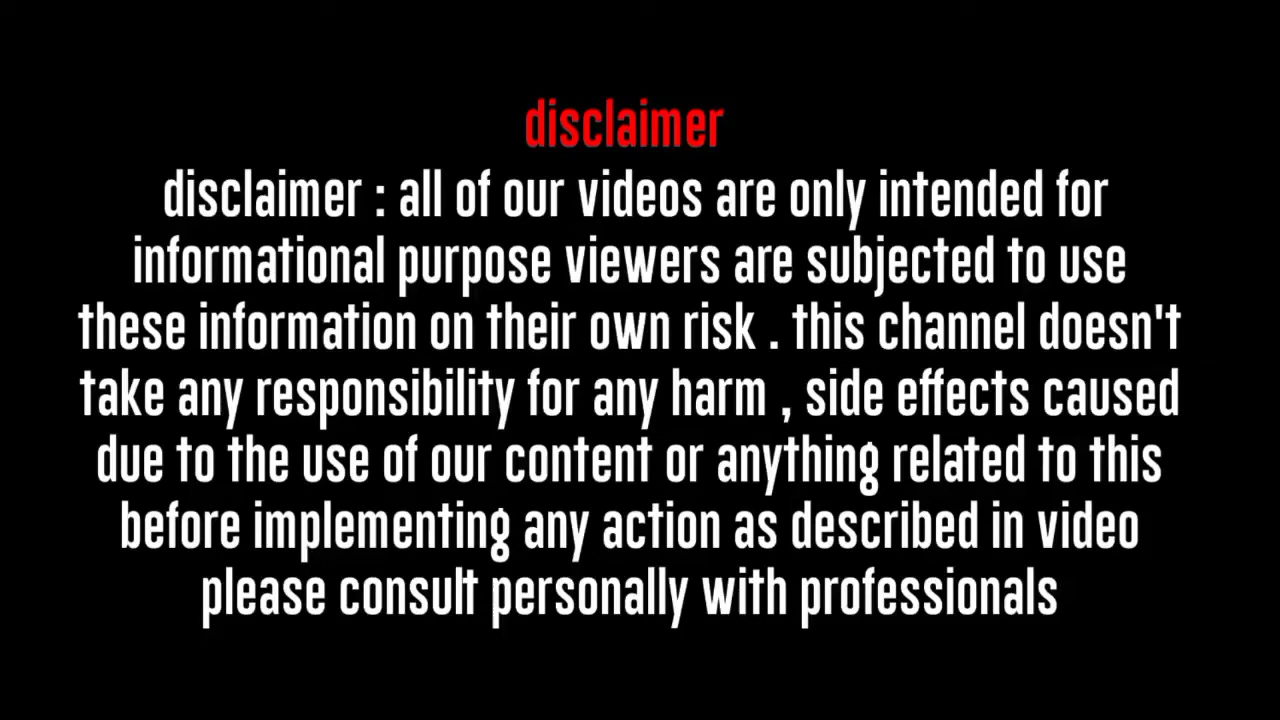 disclaimer
disclaimer : all of our videos are only intended for
informational purpose viewers are subjected to use
these information on their own risk . this channel doesn't
take any responsibility for any harm , side effects caused
due to the use of our content or anything related to this
before implementing any action as described in video
please consult personally with professionals